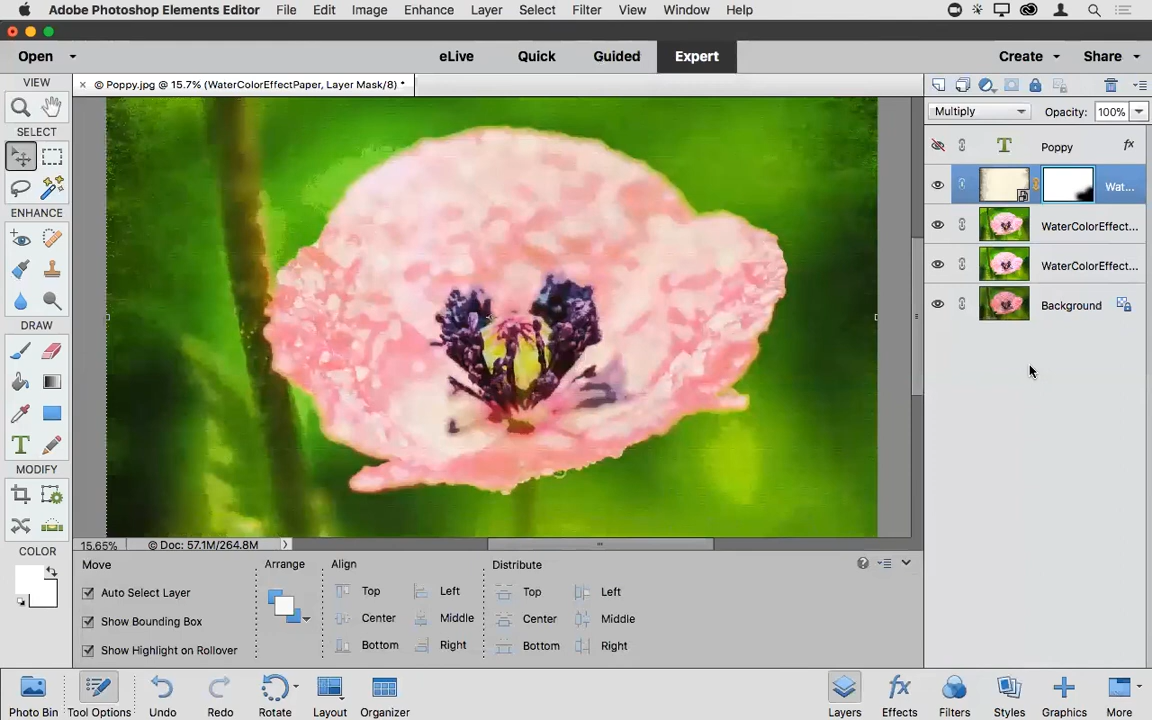 Adobe Photoshop Elements Editor File Edit Image Enhance Layer Select Filter View Window Help
Open eLive Quick Guided Expert Create Share
VIEW
× © Poppy.jpg @ 15.7% (WaterColorEffectPaper, Layer Mask/8) *
Multiply Opacity: 100%
SELECT
T Poppy fx
Wat...
ENHANCE
WaterColorEffect...
WaterColorEffect...
Background
DRAW
T
MODIFY
COLOR
15.65% © Doc: 57.1M/264.8M
Move Arrange Align Distribute
Auto Select Layer Top Left Top Left
Show Bounding Box Center Middle Center Middle
Show Highlight on Rollover Bottom Right Bottom Right
Photo Bin Tool Options Undo Redo Rotate Layout Organizer Layers Effects Filters Styles Graphics More